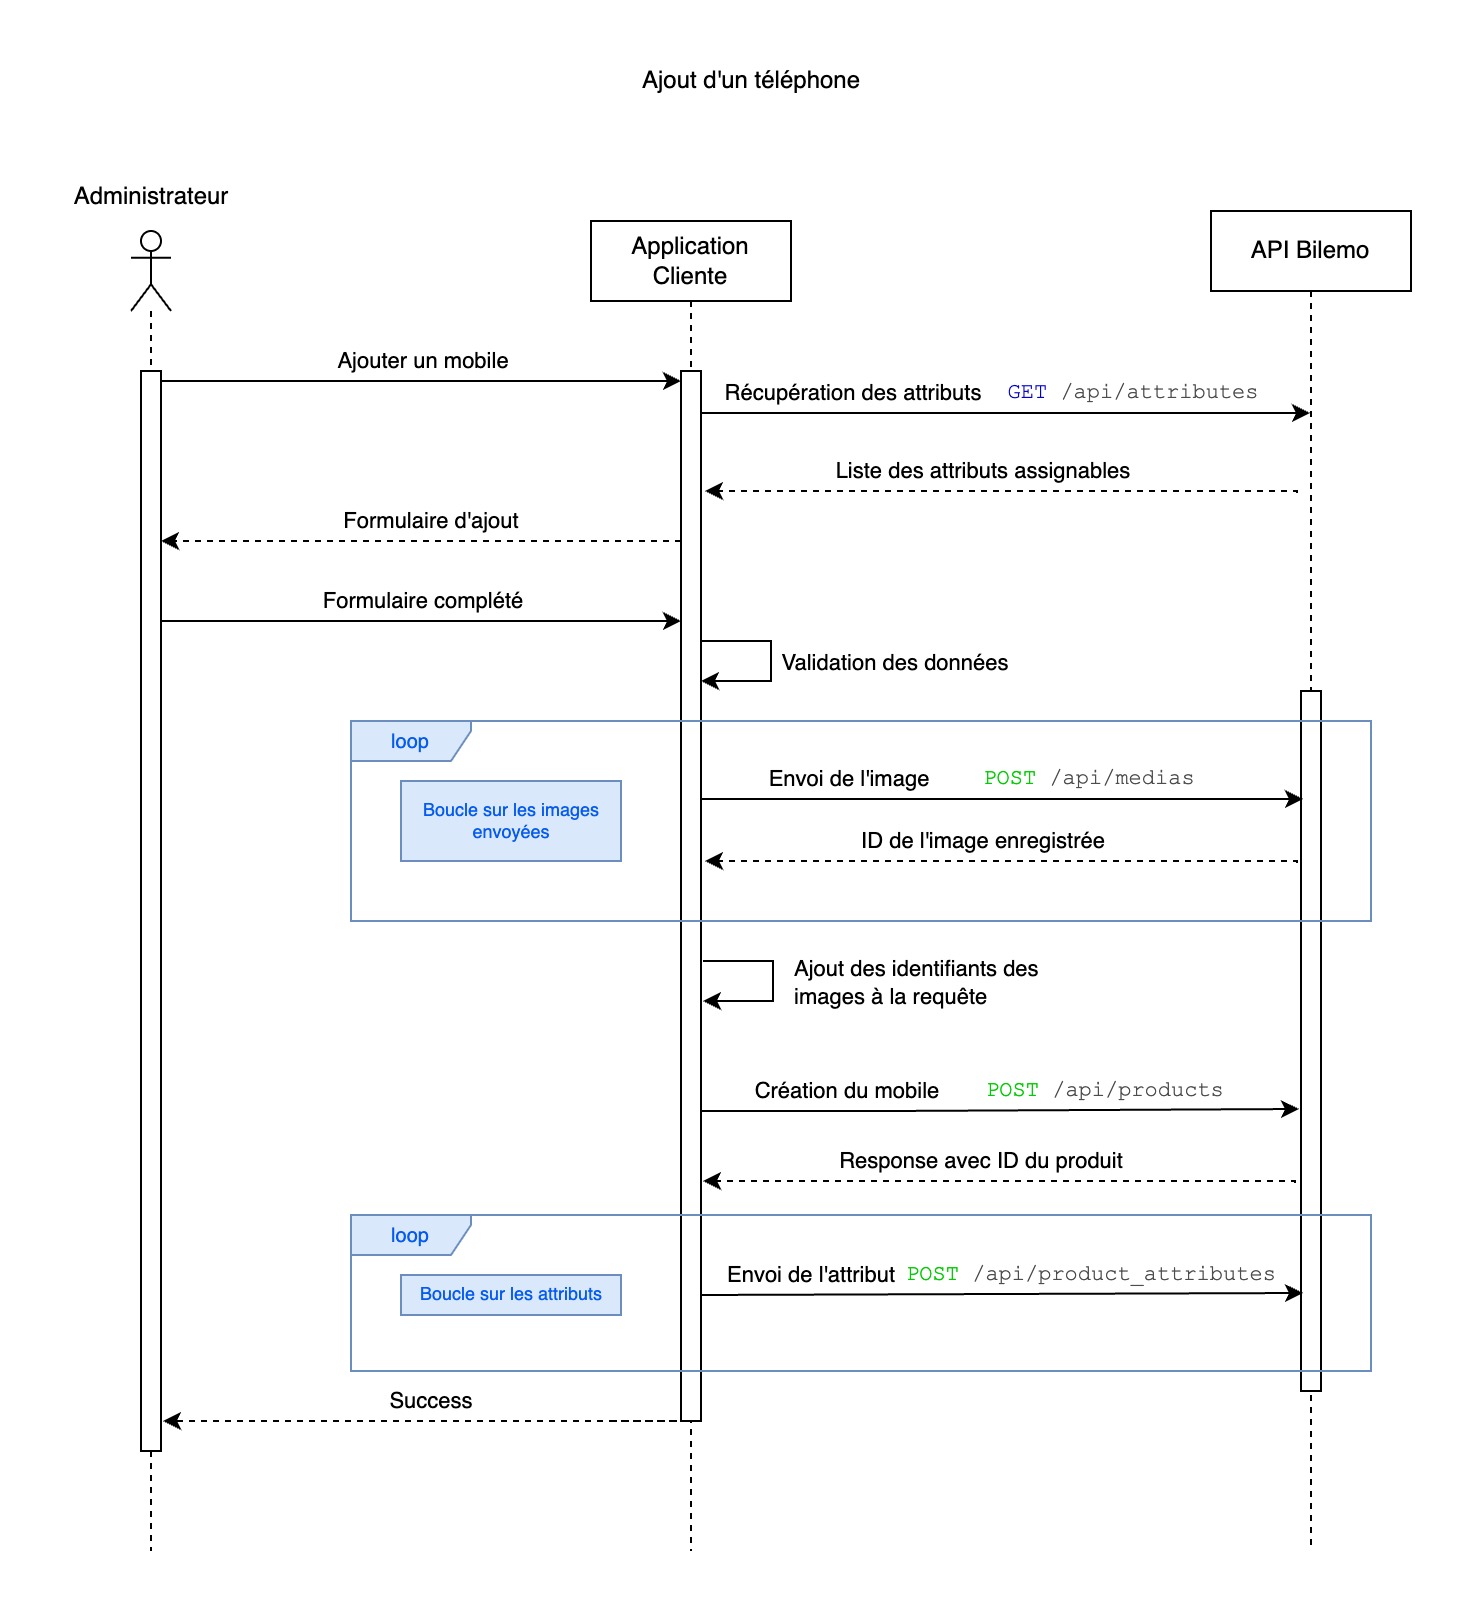 Ajout d'un téléphone
Administrateur
Application
Cliente
API Bilemo
Ajouter un mobile
Récupération des attributs GET /api/attributes
Liste des attributs assignables
Formulaire d'ajout
Formulaire complété
Validation des données
loop
Envoi de l'image POST /api/medias
Boucle sur les images
envoyées
ID de l'image enregistrée
Ajout des identifiants des
images à la requête
Création du mobile POST /api/products
Response avec ID du produit
loop
Envoi de l'attribut POST /api/product_attributes
Boucle sur les attributs
Success